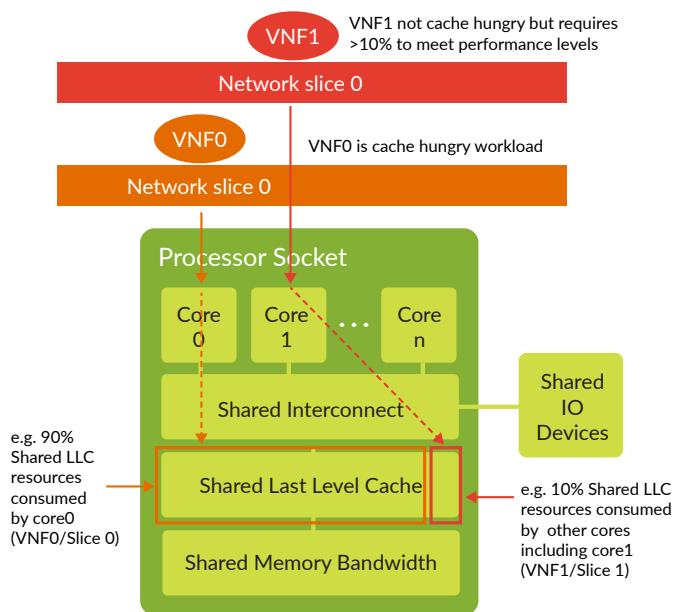 VNF1
VNF1 not cache hungry but requires
>10% to meet performance levels
Network slice 0
VNF0
VNF0 is cache hungry workload
Network slice 0
Processor Socket
Core
0
Core
1
...
Core
n
Shared Interconnect
Shared
IO
Devices
e.g. 90%
Shared LLC
resources
consumed
by core0
(VNF0/Slice 0)
Shared Last Level Cache
e.g. 10% Shared LLC
resources consumed
by other cores
including core1
(VNF1/Slice 1)
Shared Memory Bandwidth